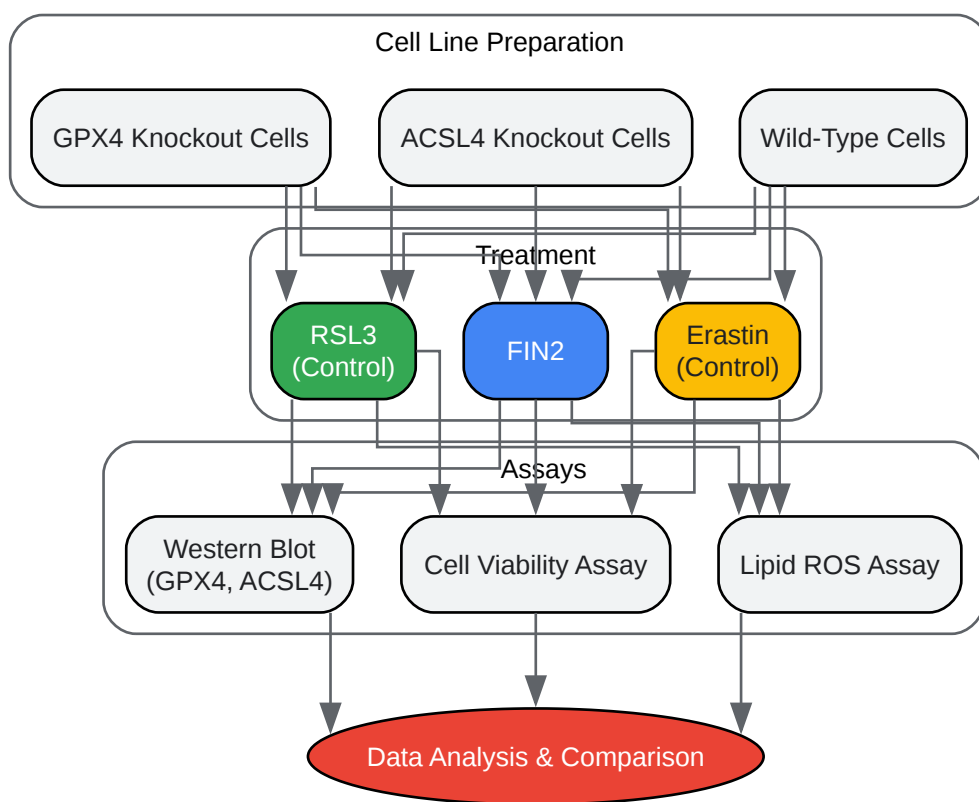 Cell Line Preparation
GPX4 Knockout Cells
ACSL4 Knockout Cells
Wild-Type Cells
Treatment
RSL3
(Control)
FIN2
Erastin
(Control)
Assays
Western Blot
(GPX4, ACSL4)
Cell Viability Assay
Lipid ROS Assay
Data Analysis & Comparison